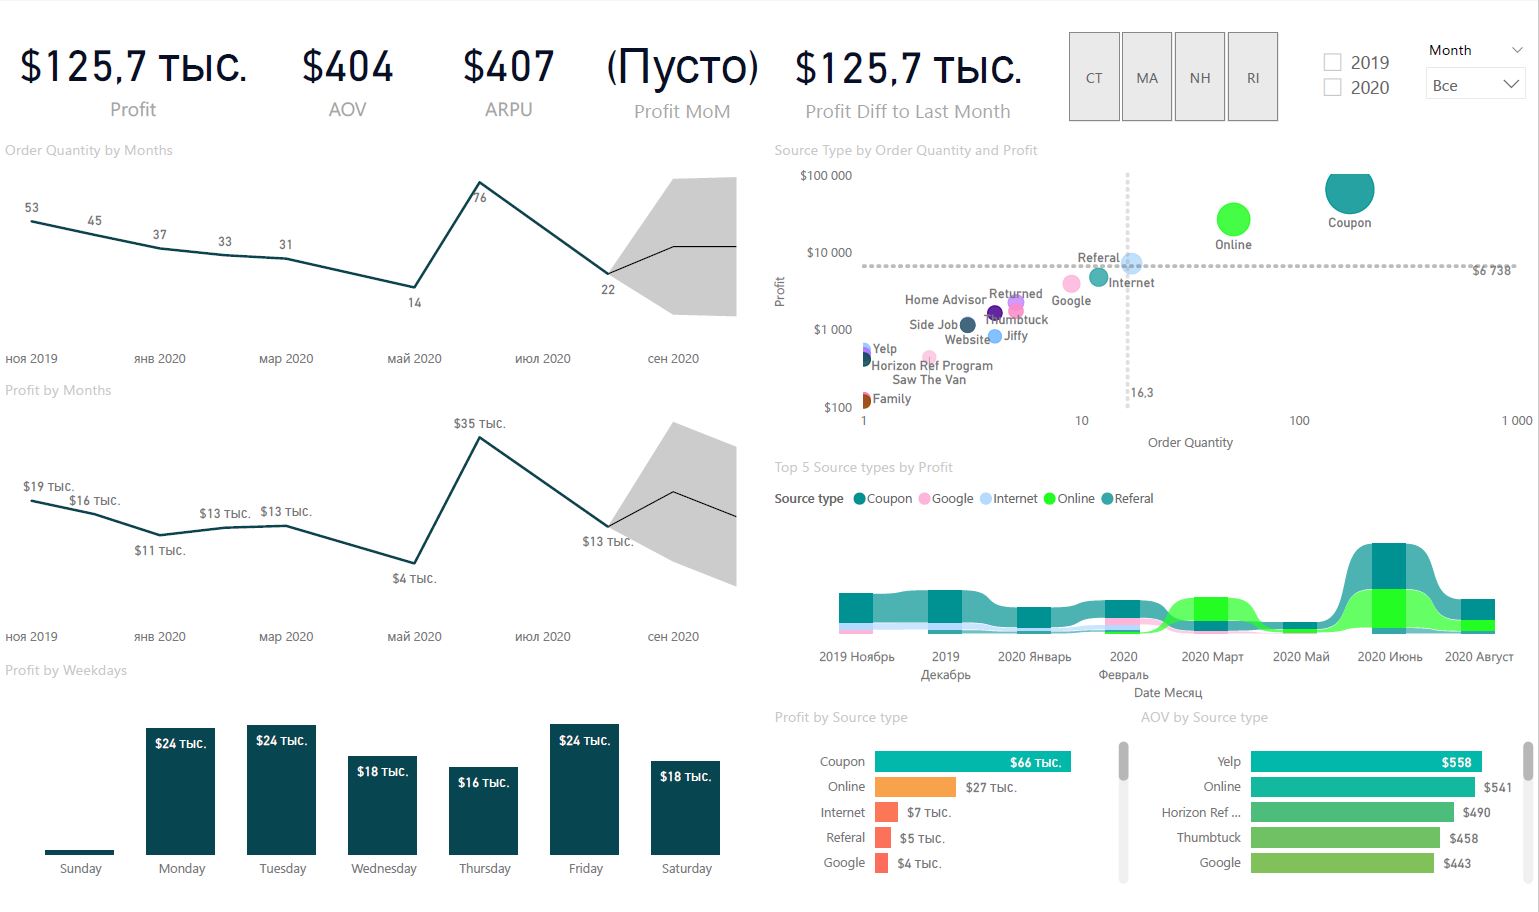 $125,7 тыс.
Profit
$404
AOV
$407
ARPU
(Пусто)
Profit MoM
$125,7 тыс.
Profit Diff to Last Month
CT
MA
NH
RI
2019
2020
Month
Все
Order Quantity by Months
53
45
37
33
31
14
76
22
ноя 2019
янв 2020
мар 2020
май 2020
июл 2020
сен 2020
Profit by Months
$19 тыс.
$16 тыс.
$11 тыс.
$13 тыс.
$13 тыс.
$4 тыс.
$35 тыс.
$13 тыс.
ноя 2019
янв 2020
мар 2020
май 2020
июл 2020
сен 2020
Profit by Weekdays
$24 тыс.
$24 тыс.
$18 тыс.
$16 тыс.
$24 тыс.
$18 тыс.
Sunday
Monday
Tuesday
Wednesday
Thursday
Friday
Saturday
Source Type by Order Quantity and Profit
Profit
$100 000
$10 000
$1 000
$100
Coupon
Online
Referal
$6 738
Internet
Google
Returned
Home Advisor
Thumbtuck
Side Job
Website
Jiffy
Yelp
Horizon Ref Program
Saw The Van
Family
16,3
1
10
100
1 000
Order Quantity
Top 5 Source types by Profit
Source type
Coupon
Google
Internet
Online
Referal
2019 Ноябрь
2019
Декабрь
2020 Январь
2020
Февраль
2020 Март
2020 Май
2020 Июнь
2020 Август
Date Месяц
Profit by Source type
Coupon
$66 тыс.
Online
$27 тыс.
Internet
$7 тыс.
Referal
$5 тыс.
Google
$4 тыс.
AOV by Source type
Yelp
$558
Online
$541
Horizon Ref ...
$490
Thumbtuck
$458
Google
$443